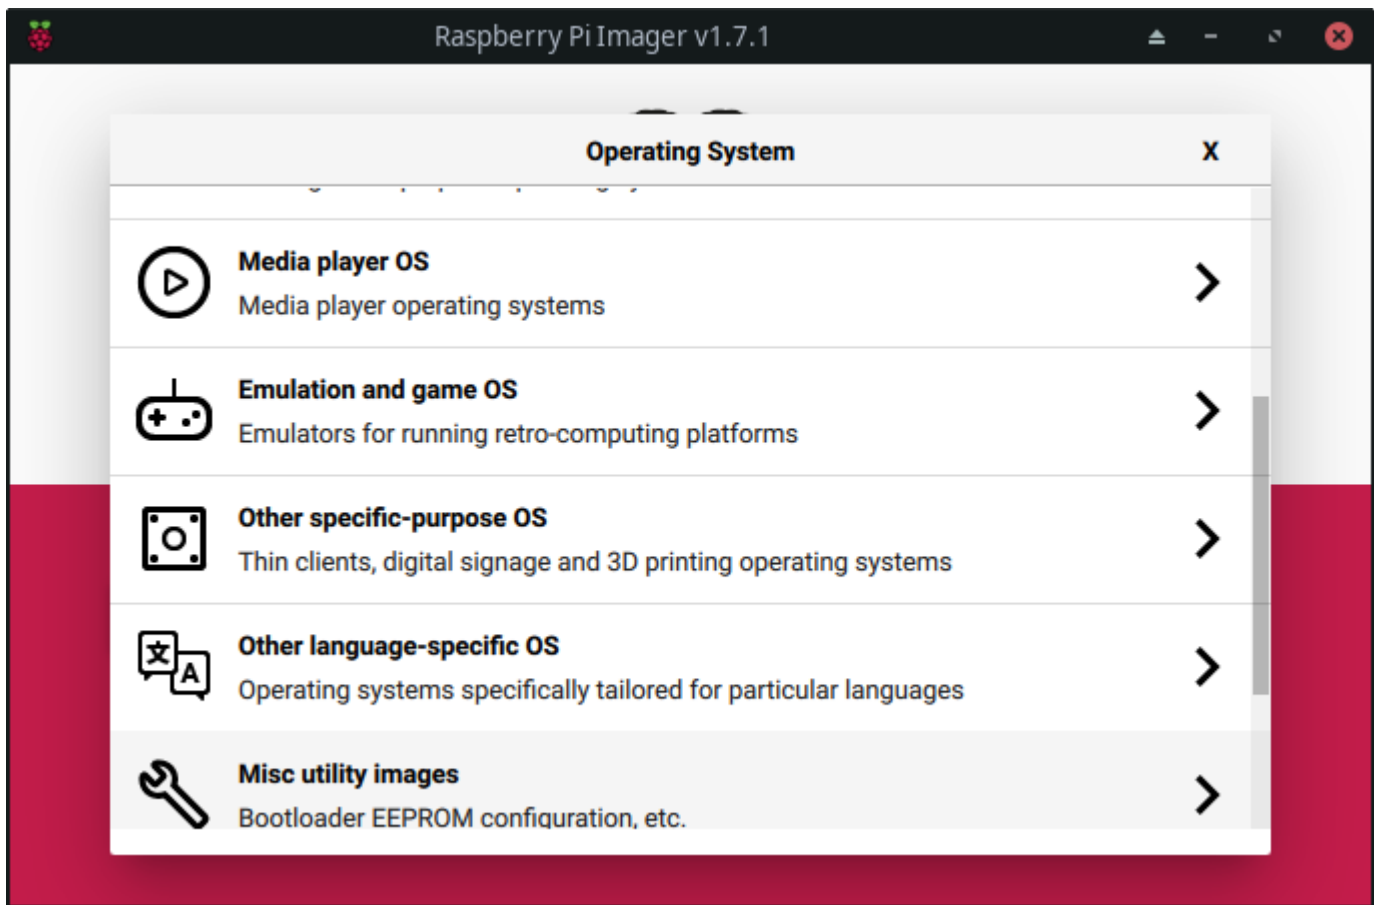 Raspberry Pi Imager v1.7.1
Operating System X
Media player OS
Media player operating systems
Emulation and game OS
Emulators for running retro-computing platforms
Other specific-purpose OS
Thin clients, digital signage and 3D printing operating systems
文 A
Other language-specific OS
Operating systems specifically tailored for particular languages
Misc utility images
Bootloader EEPROM configuration, etc.